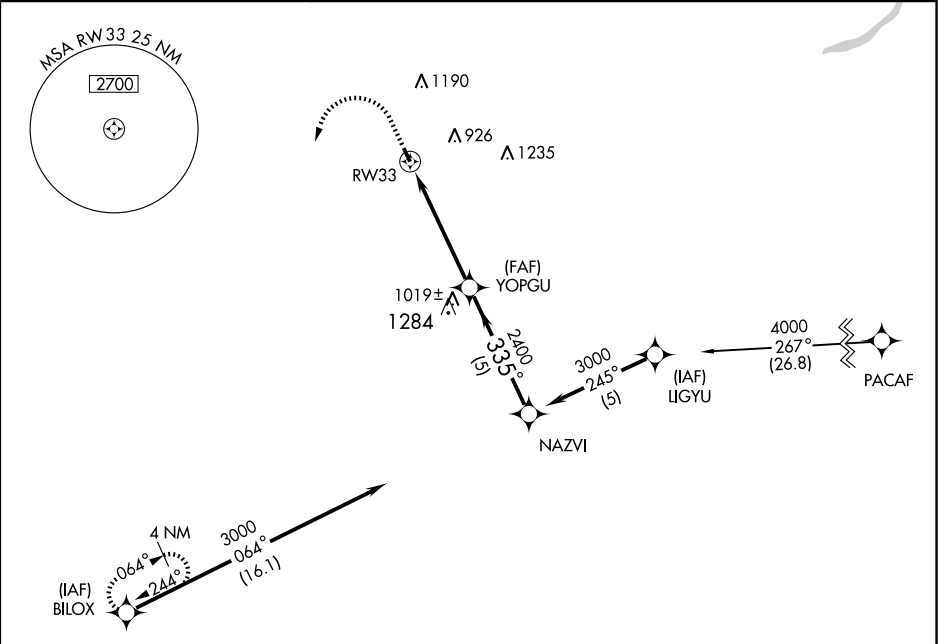 MSA RW33 25 NM
2700
1190
926
1235
RW33
(FAF)
YOPGU
1019±
1284
2400
335°
(5)
3000
245°
(5)
(IAF)
LIGYU
4000
267°
(26.8)
PACAF
NAZVI
4 NM
064°
244°
3000
064°
(16.1)
(IAF)
BILOX